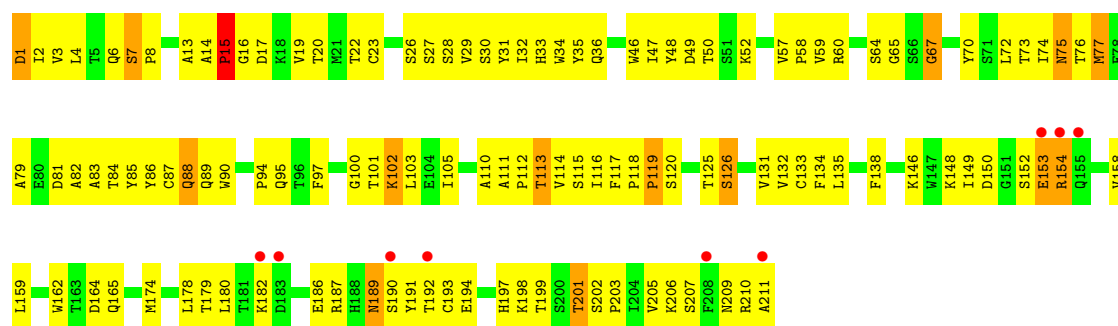 D1 I2 V3 L4 T5 Q6 S7 P8 A13 A14 P15 G16 D17 K18 V19 T20 M21 T22 C23 S26 S27 S28 V29 S30 Y31 I32 H33 W34 Y35 Q36 W46 I47 Y48 D49 T50 S51 K52 V57 P58 V59 R60 S64 G65 S66 G67 Y70 S71 L72 T73 I74 N75 T76 M77 E78
A79 E80 D81 A82 A83 T84 Y85 Y86 C87 Q88 Q89 W90 P94 Q95 T96 F97 G100 T101 K102 L103 E104 I105 A110 A111 P112 T113 V114 S115 I116 F117 P118 P119 S120 T125 S126 V131 V132 C133 F134 L135 F138 K146 W147 K148 I149 D150 G151 S152 E153 R154 Q155 V158
L159 W162 T163 D164 Q165 M174 L178 T179 L180 T181 K182 D183 E186 R187 H188 N189 S190 Y191 T192 C193 E194 H197 K198 T199 S200 T201 S202 P203 I204 V205 K206 S207 F208 N209 R210 A211